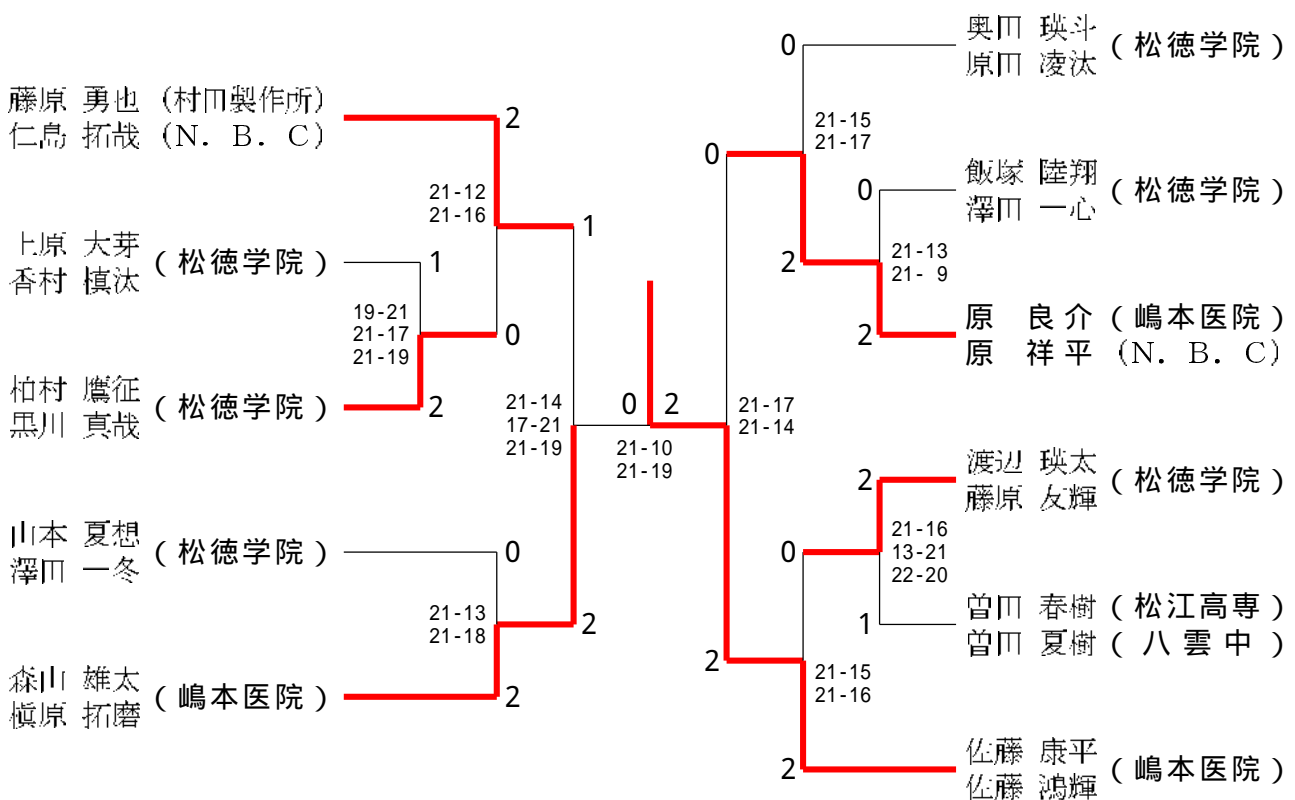 藤原 勇也 (村田製作所)
仁島 拓哉 (N. B. C)
2
21-12
21-16
1
上原 大芽
香村 槙汰
(松徳学院)
1
19-21
21-17
21-19
0
柏村 鷹征
黒川 真哉
(松徳学院)
2
21-14
17-21
21-19
山本 夏想
澤田 一冬
(松徳学院)
0
21-13
21-18
2
森山 雄太
槇原 拓磨
(嶋本医院)
2
0 2
21-10
21-19
0
奥田 瑛斗
原田 凌汰
(松徳学院)
21-15
21-17
0
0
飯塚 陸翔
澤田 一心
(松徳学院)
21-13
21- 9
2
2
原 良介 (嶋本医院)
原 祥平 (N. B. C)
21-17
21-14
2
渡辺 瑛太
藤原 友輝
(松徳学院)
21-16
13-21
22-20
0
1
曽田 春樹 (松江高専)
曽田 夏樹 (八雲中)
2
21-15
21-16
2
佐藤 康平
佐藤 鴻輝
(嶋本医院)